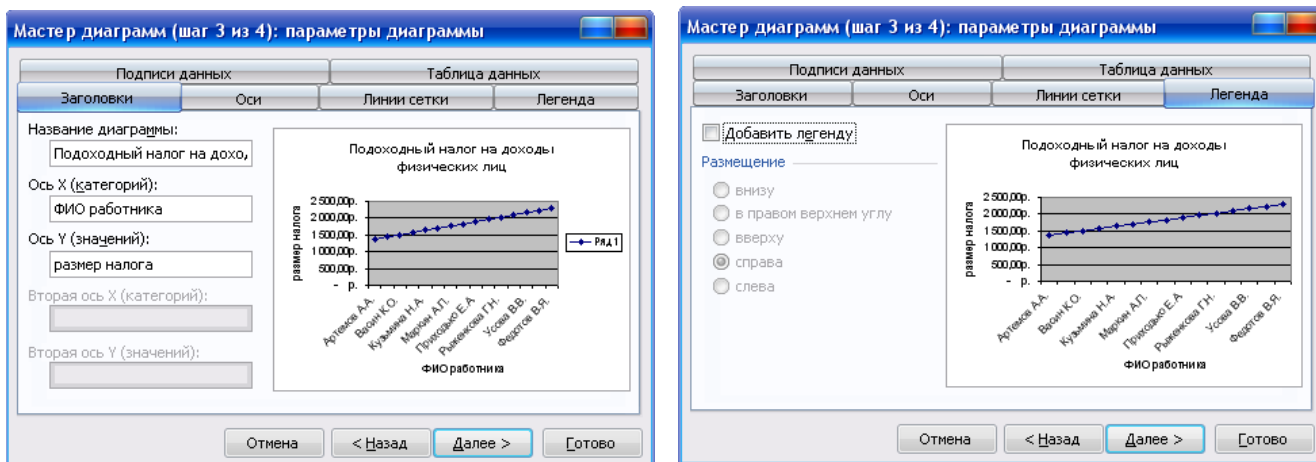 Мастер диаграмм (шаг 3 из 4): параметры диаграммы
Подписи данных
Таблица данных
Заголовки
Оси
Линии сетки
Легенда
Название диаграммы:
Подоходный налог на дохо,
Ось X (категорий):
ФИО работника
Ось Y (значений):
размер налога
Вторая ось X (категорий):
Вторая ось Y (значений):
Подоходный налог на доходы
физических лиц
2 500,00р.
2 000,00р.
1 500,00р.
1 000,00р.
500,00р.
- р.
размер налога
Артемов А.А.
Васин К.О.
Кузьмина Н.А.
Маркин А.П.
Приходько Е.А.
Рыженкова Г.Н.
Усова В.В.
Федотов В.Я.
ФИО работника
Ряд1
Отмена
< Назад
Далее >
Готово
Мастер диаграмм (шаг 3 из 4): параметры диаграммы
Подписи данных
Таблица данных
Заголовки
Оси
Линии сетки
Легенда
Добавить легенду
Размещение
внизу
в правом верхнем углу
вверху
справа
слева
Подоходный налог на доходы
физических лиц
2 500,00р.
2 000,00р.
1 500,00р.
1 000,00р.
500,00р.
- р.
размер налога
Артемов А.А.
Васин К.О.
Кузьмина Н.А.
Маркин А.П.
Приходько Е.А.
Рыженкова Г.Н.
Усова В.В.
Федотов В.Я.
ФИО работника
Отмена
< Назад
Далее >
Готово